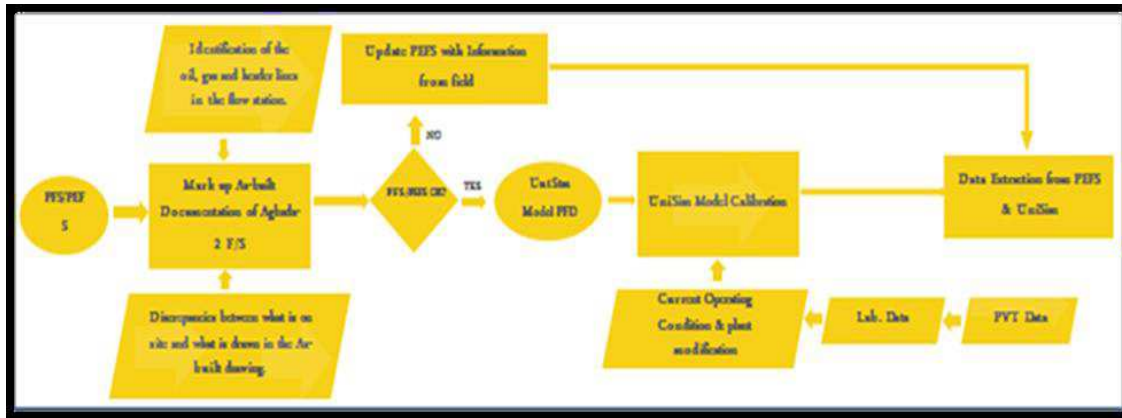 Identification of the
oil, gas and header lines
in the flow station.
Update PEFS with Information
from field
NO
PFS/PEF
S
Mark up As-built
Documentation of Agbada-
2 F/S
PFS/PEFS OK?
YES
UniSim
Model PFD
UniSim Model Calibration
Data Extraction from PEFS
& UniSim
Discrepancies between what is on
site and what is drawn in the As-
built drawing.
Current Operating
Condition & plant
modification
Lab. Data
PVT Data